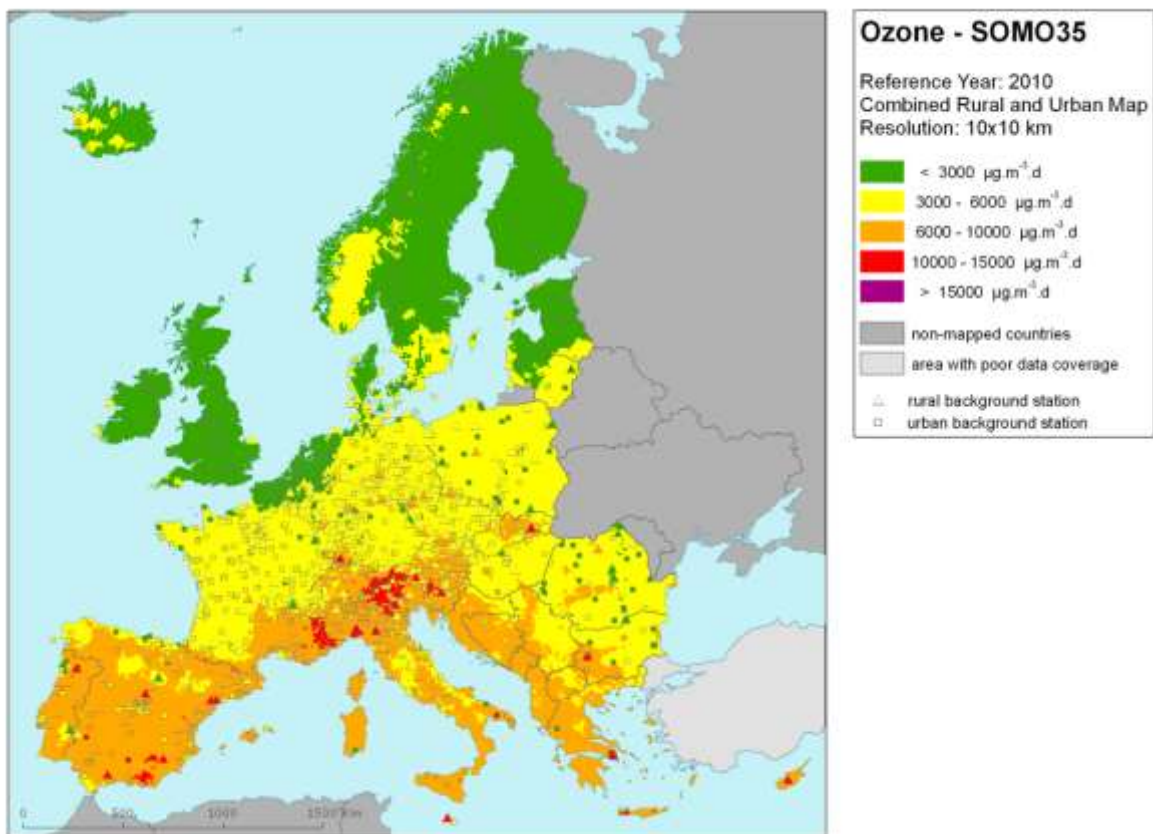 Ozone - SOMO35
Reference Year: 2010
Combined Rural and Urban Map
Resolution: 10x10 km
< 3000 µg.m⁻³.d
3000 - 6000 µg.m⁻³.d
6000 - 10000 µg.m⁻³.d
10000 - 15000 µg.m⁻³.d
> 15000 µg.m⁻³.d
non-mapped countries
area with poor data coverage
rural background station
urban background station
0 500 1000 1500 km